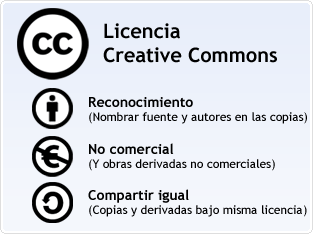 cc
Licencia
Creative Commons
Reconocimiento
(Nombrar fuente y autores en las copias)
No comercial
(Y obras derivadas no comerciales)
Compartir igual
(Copias y derivadas bajo misma licencia)